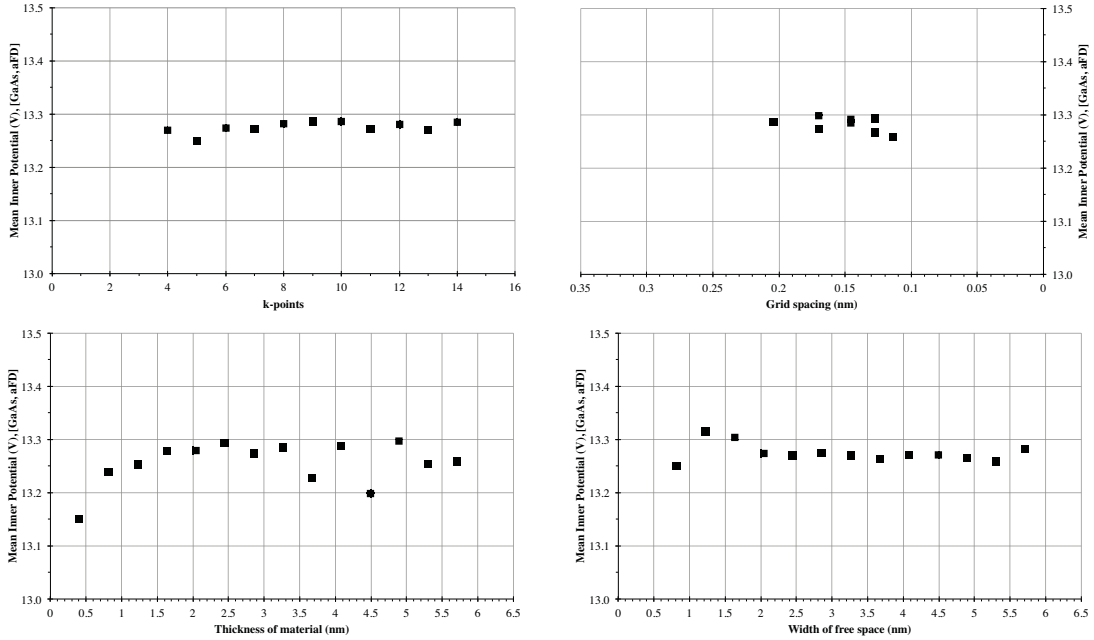 13.5
13.4
13.3
13.2
13.1
13.0
Mean Inner Potential (V), [GaAs, aFD]
0 2 4 6 8 10 12 14 16
k-points
13.5
13.4
13.3
13.2
13.1
13.0
Mean Inner Potential (V), [GaAs, aFD]
0.35 0.3 0.25 0.2 0.15 0.1 0.05 0
Grid spacing (nm)
13.5
13.4
13.3
13.2
13.1
13.0
Mean Inner Potential (V), [GaAs, aFD]
0 0.5 1 1.5 2 2.5 3 3.5 4 4.5 5 5.5 6 6.5
Thickness of material (nm)
13.5
13.4
13.3
13.2
13.1
13.0
Mean Inner Potential (V), [GaAs, aFD]
0 0.5 1 1.5 2 2.5 3 3.5 4 4.5 5 5.5 6 6.5
Width of free space (nm)